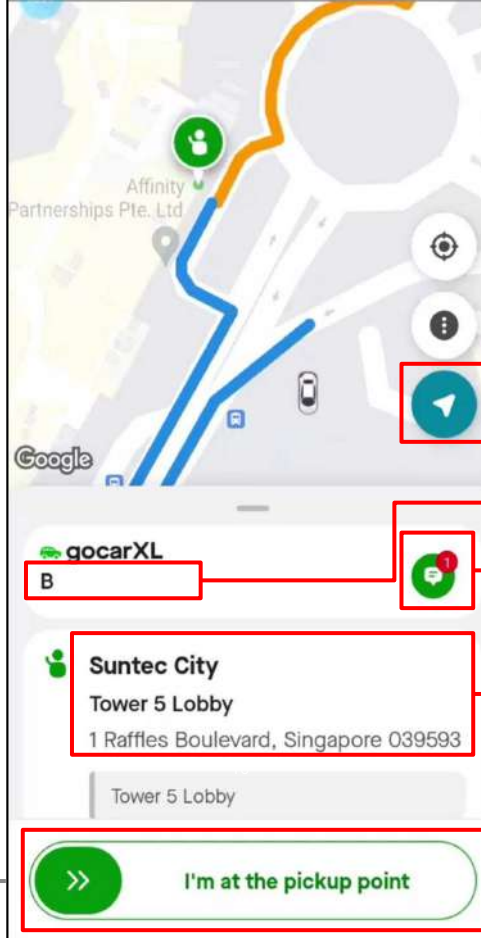 Affinity
Partnerships Pte. Ltd
Google
gocarXL
B
1
Suntec City
Tower 5 Lobby
1 Raffles Boulevard, Singapore 039593
Tower 5 Lobby
I'm at the pickup point